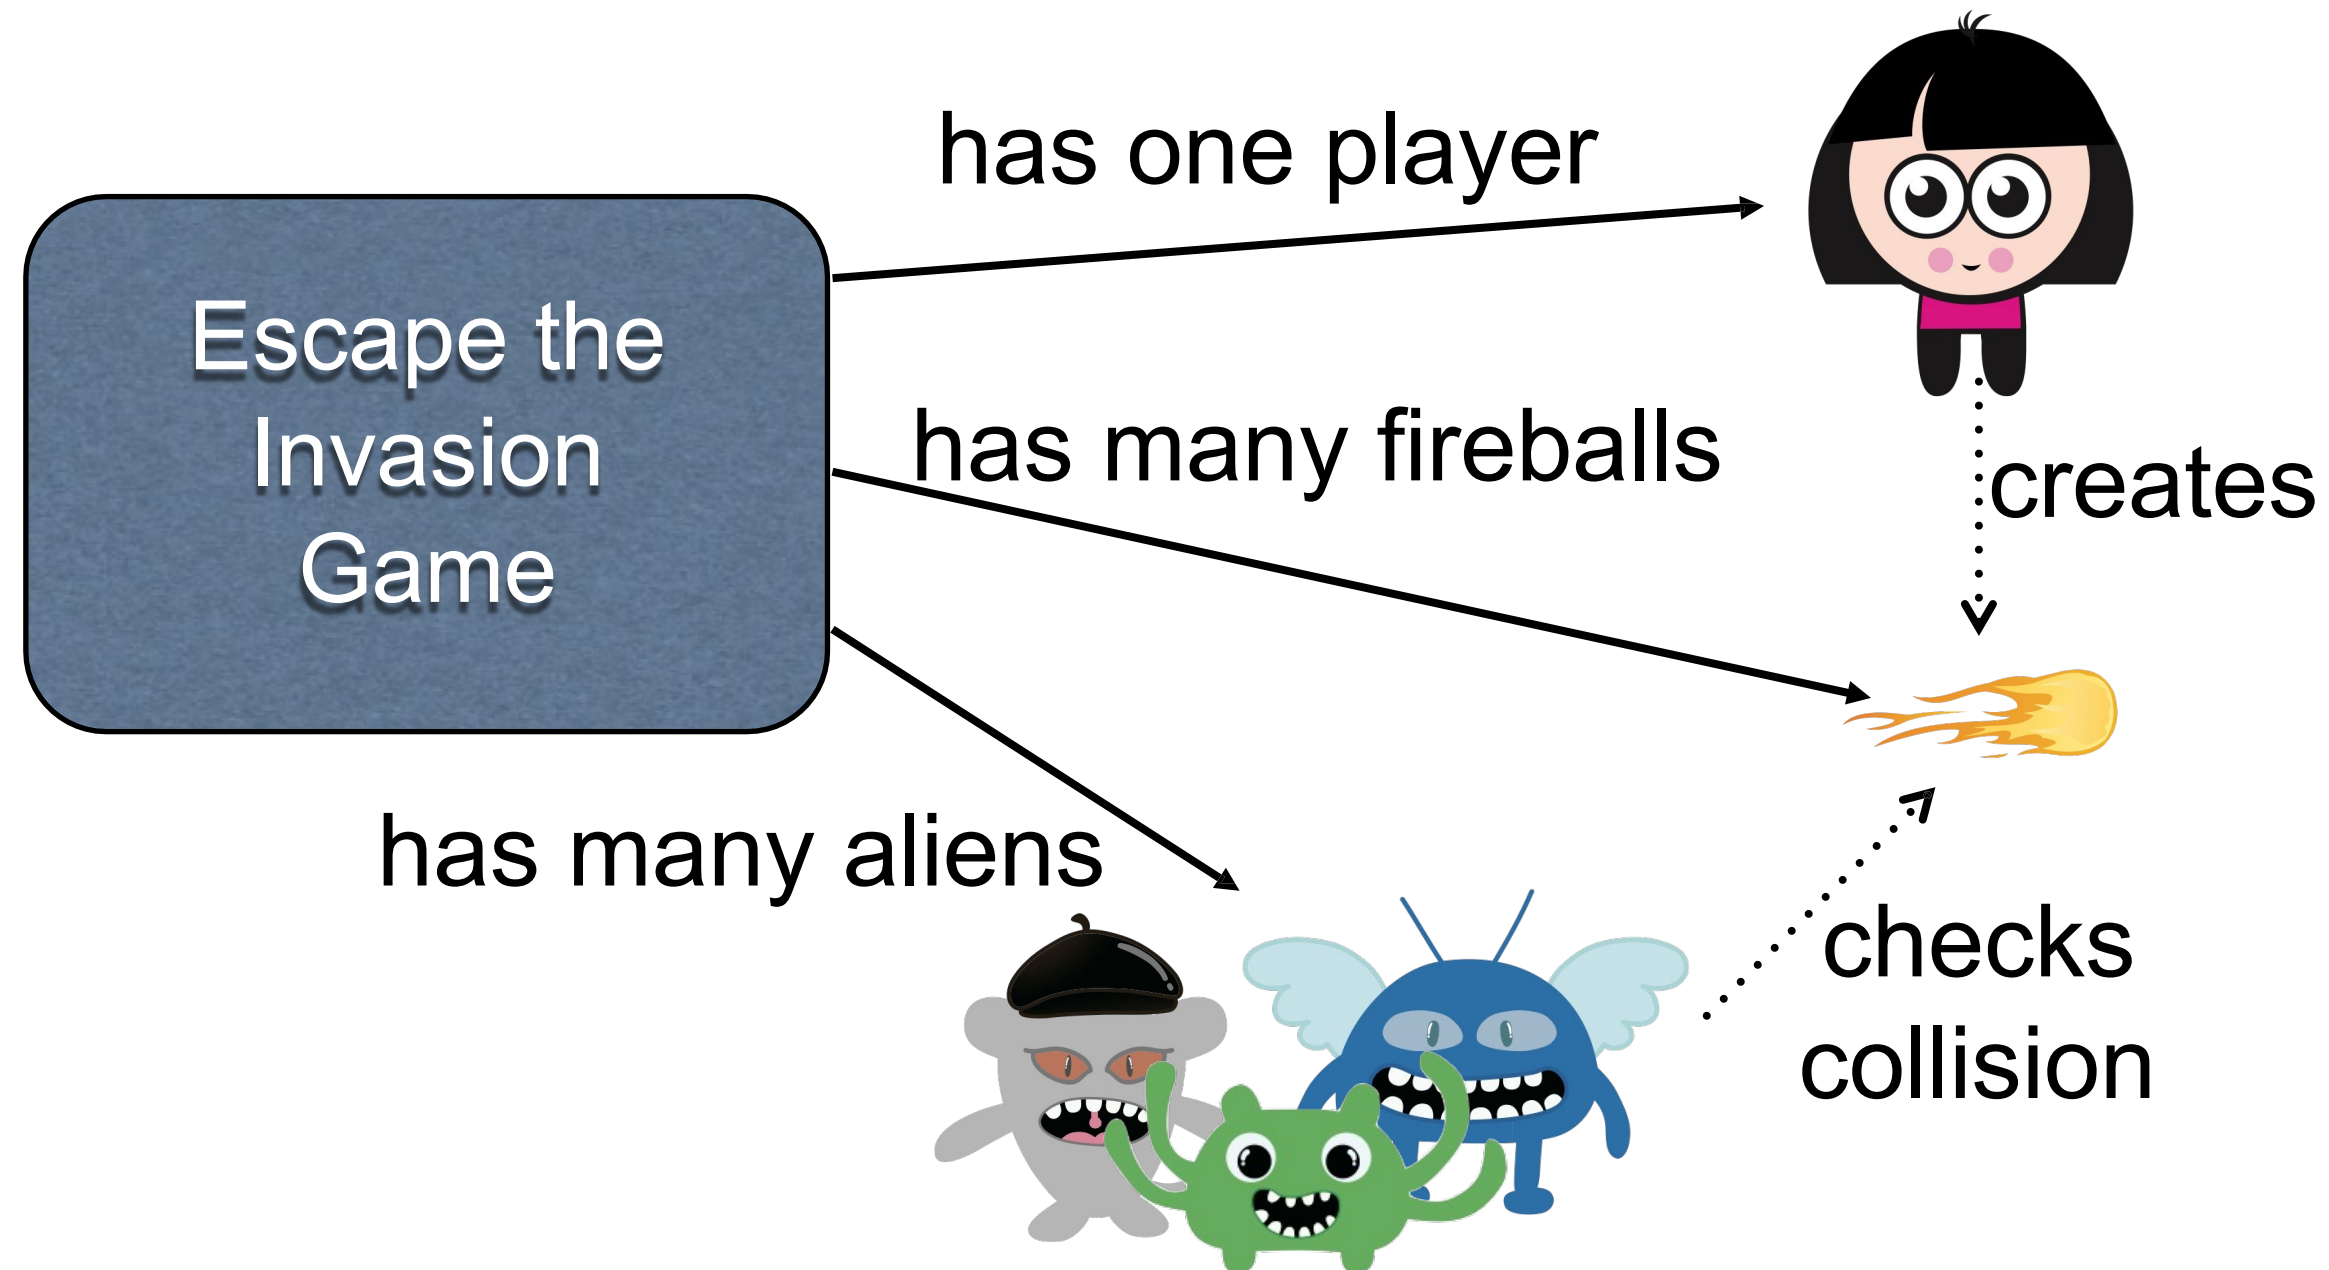 has one player
Escape the
Invasion
Game
has many fireballs
creates
has many aliens
checks
collision